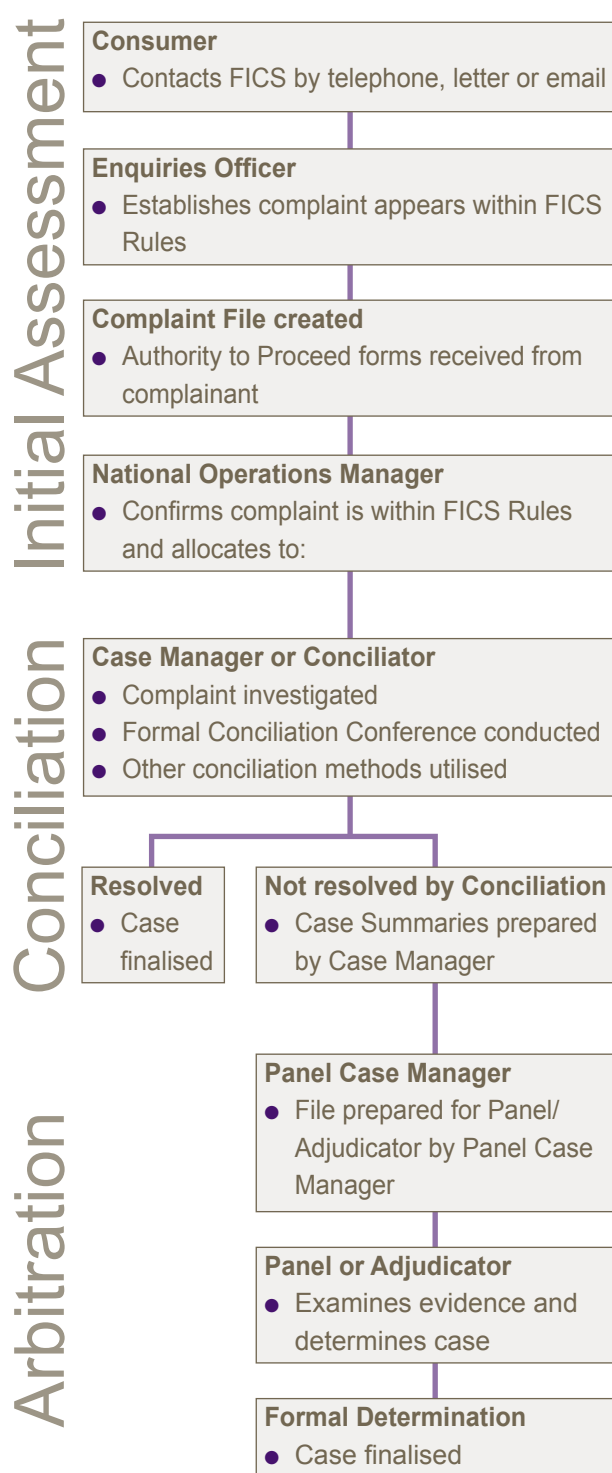 Initial Assessment
Consumer
● Contacts FICS by telephone, letter or email
Enquiries Officer
● Establishes complaint appears within FICS
Rules
Complaint File created
● Authority to Proceed forms received from
complainant
National Operations Manager
● Confirms complaint is within FICS Rules
and allocates to:
Conciliation
Case Manager or Conciliator
● Complaint investigated
● Formal Conciliation Conference conducted
● Other conciliation methods utilised
Resolved
● Case
finalised
Not resolved by Conciliation
● Case Summaries prepared
by Case Manager
Arbitration
Panel Case Manager
● File prepared for Panel/
Adjudicator by Panel Case
Manager
Panel or Adjudicator
● Examines evidence and
determines case
Formal Determination
● Case finalised